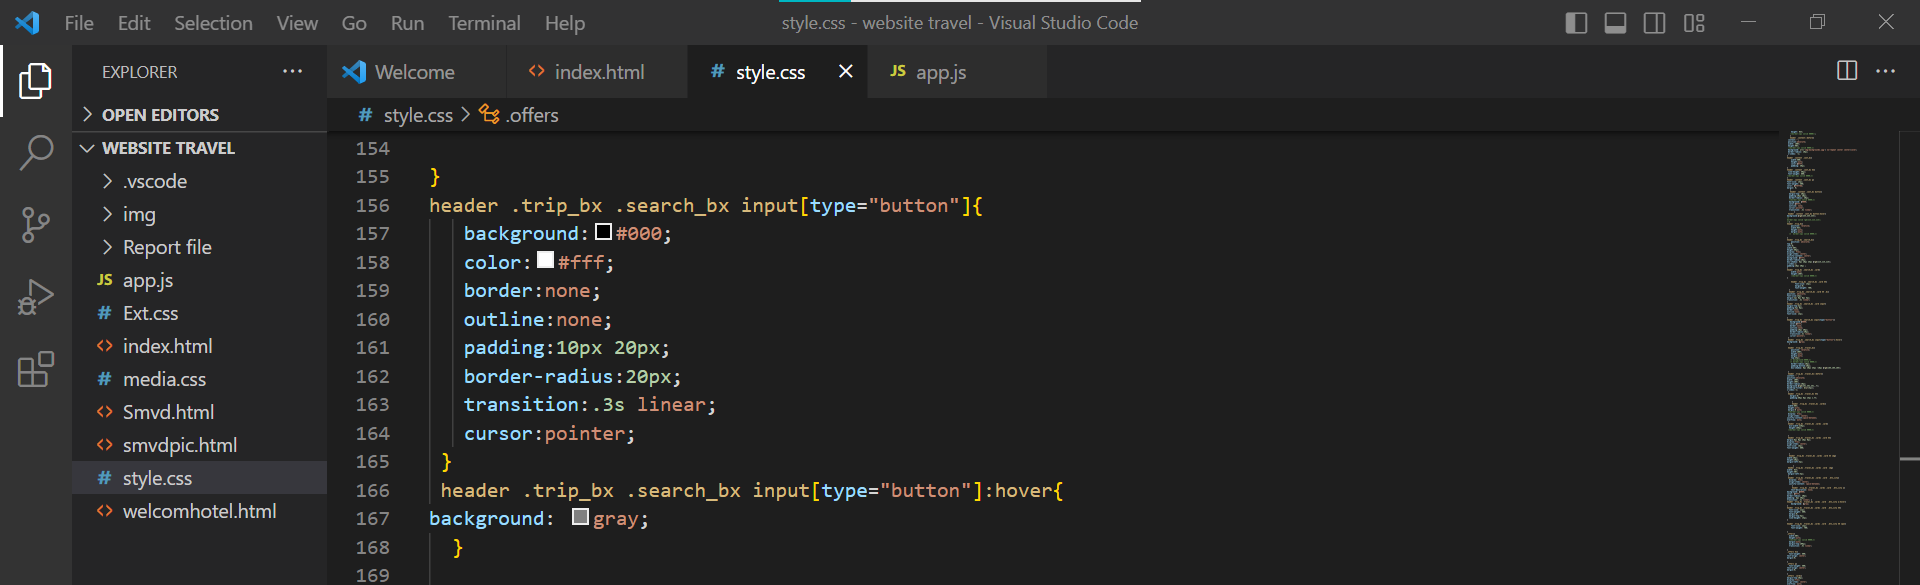 File Edit Selection View Go Run Terminal Help style.css - website travel - Visual Studio Code
EXPLORER
OPEN EDITORS
WEBSITE TRAVEL
.vscode
img
Report file
JS app.js
# Ext.css
<> index.html
# media.css
<> Smvd.html
<> smvdpic.html
# style.css
<> welcomhotel.html
Welcome <> index.html # style.css JS app.js
# style.css > .offers
154
155 }
156 header .trip_bx .search_bx input[type="button"]{
157 background:#000;
158 color:#fff;
159 border:none;
160 outline:none;
161 padding:10px 20px;
162 border-radius:20px;
163 transition:.3s linear;
164 cursor:pointer;
165 }
166 header .trip_bx .search_bx input[type="button"]:hover{
167 background: gray;
168 }
169